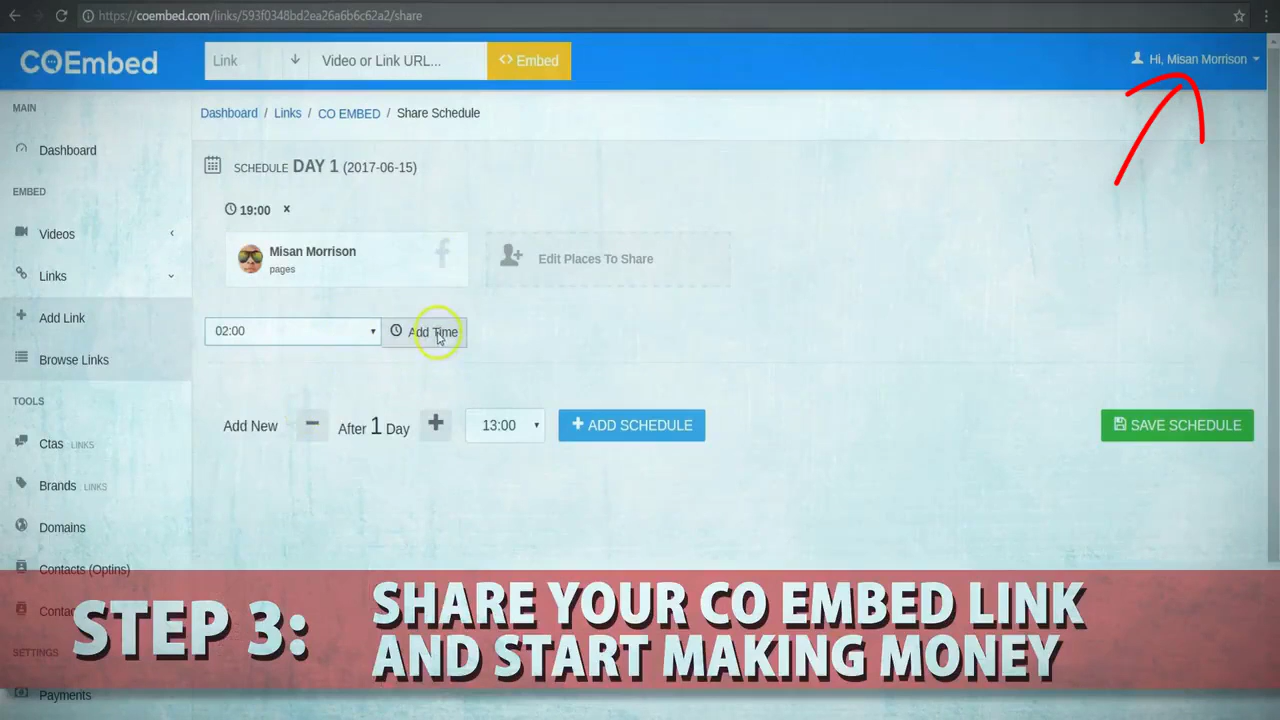 https://coembed.com/links/593f0348bd2ea26a6b6c62a2/share
COEmbed
Link
Video or Link URL...
<> Embed
Hi, Misan Morrison
MAIN
Dashboard / Links / CO EMBED / Share Schedule
Dashboard
SCHEDULE DAY 1 (2017-06-15)
EMBED
19:00 x
Videos
Misan Morrison
pages
Edit Places To Share
Links
Add Link
02:00
Add Time
Browse Links
TOOLS
Add New
After 1 Day
13:00
+ ADD SCHEDULE
SAVE SCHEDULE
Ctas LINKS
Brands LINKS
Domains
Contacts (Optins)
STEP 3:
SHARE YOUR CO EMBED LINK
AND START MAKING MONEY
SETTINGS
Payments